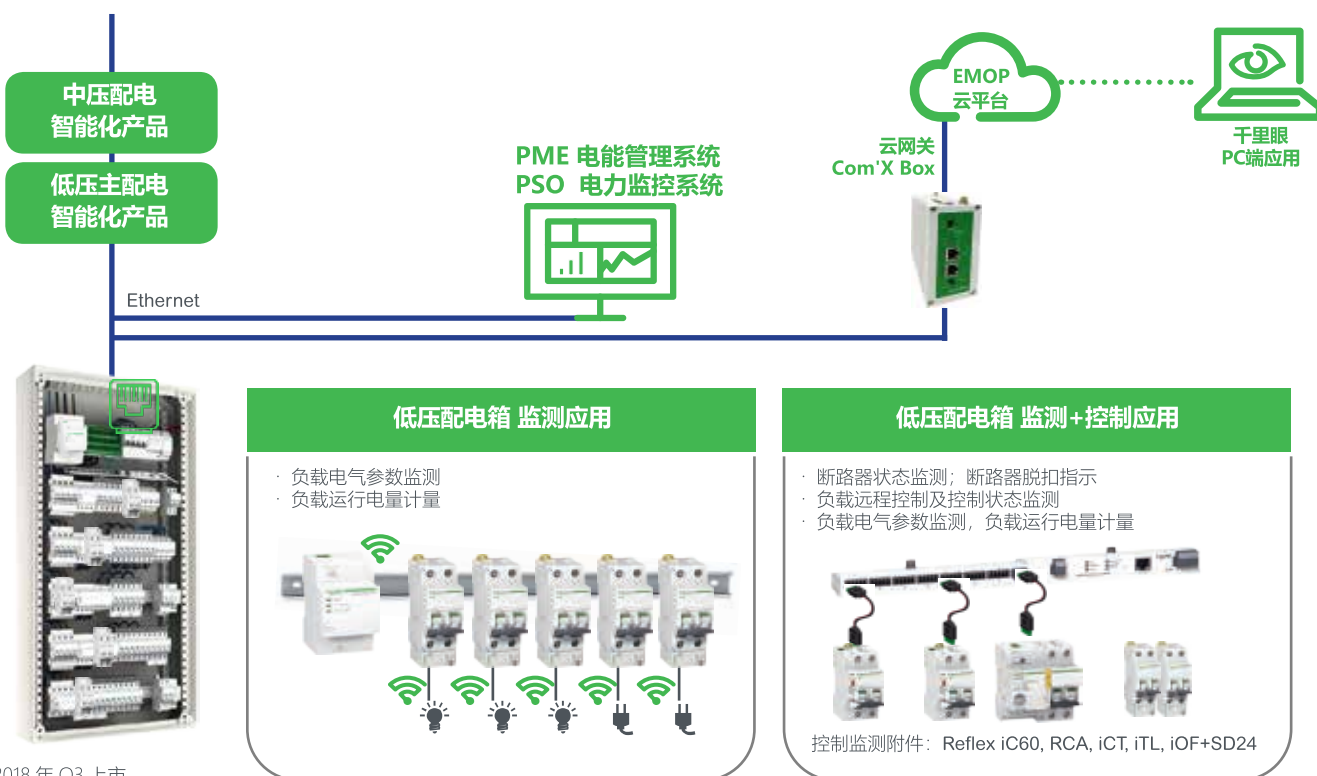 中压配电
智能化产品
低压主配电
智能化产品
PME 电能管理系统
PSO 电力监控系统
EMOP
云平台
千里眼
PC端应用
云网关
Com'X Box
Ethernet
低压配电箱 监测应用
· 负载电气参数监测
· 负载运行电量计量
低压配电箱 监测+控制应用
· 断路器状态监测；断路器脱扣指示
· 负载远程控制及控制状态监测
· 负载电气参数监测，负载运行电量计量
控制监测附件：Reflex iC60, RCA, iCT, iTL, iOF+SD24
2018 年 Q3 上市